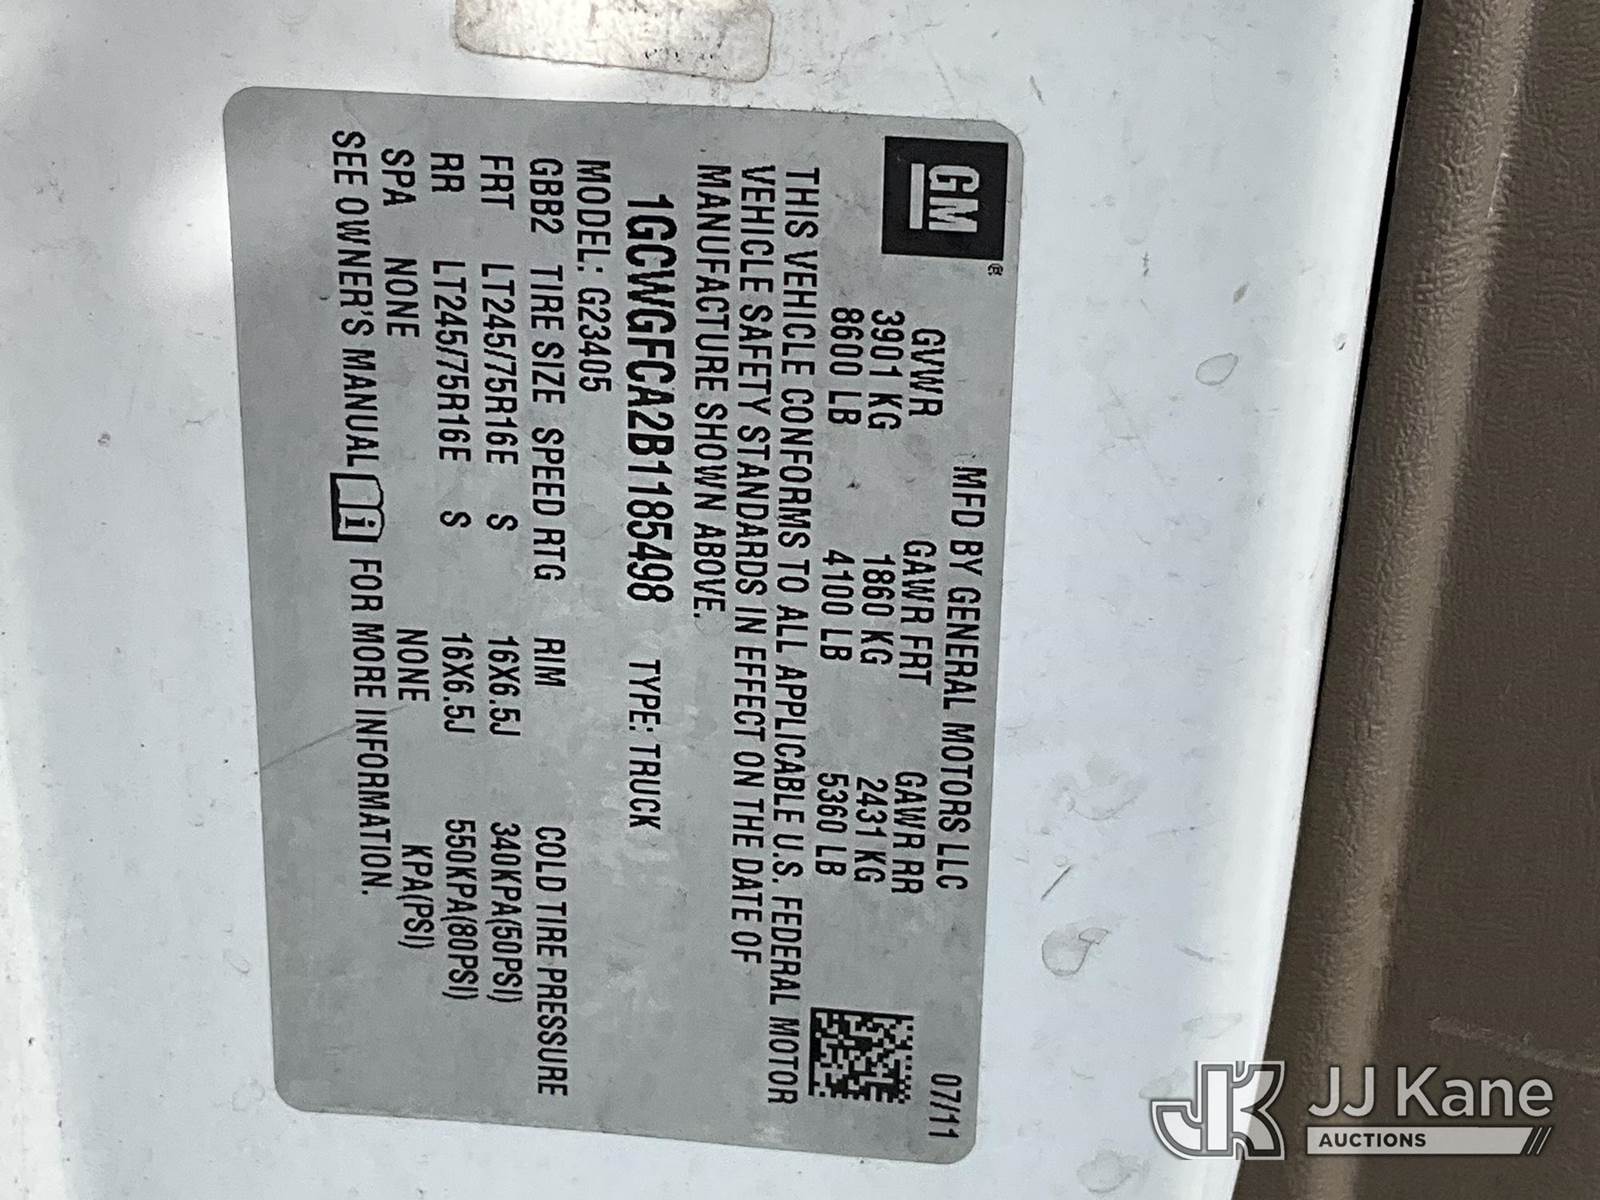 GM
MFD BY GENERAL MOTORS LLC 07/11
GVWR GAWR FRT GAWR RR
3901 KG 1860 KG 2431 KG
8600 LB 4100 LB 5360 LB
THIS VEHICLE CONFORMS TO ALL APPLICABLE U.S. FEDERAL MOTOR
VEHICLE SAFETY STANDARDS IN EFFECT ON THE DATE OF
MANUFACTURE SHOWN ABOVE.
1GCWGFCA2B1185498 TYPE: TRUCK
MODEL: G23405
GBB2 TIRE SIZE SPEED RTG RIM COLD TIRE PRESSURE
FRT LT245/75R16E S 16X6.5J 340KPA(50PSI)
RR LT245/75R16E S 16X6.5J 550KPA(80PSI)
SPA NONE NONE KPA(PSI)
SEE OWNER'S MANUAL i FOR MORE INFORMATION.
JK JJ Kane
AUCTIONS